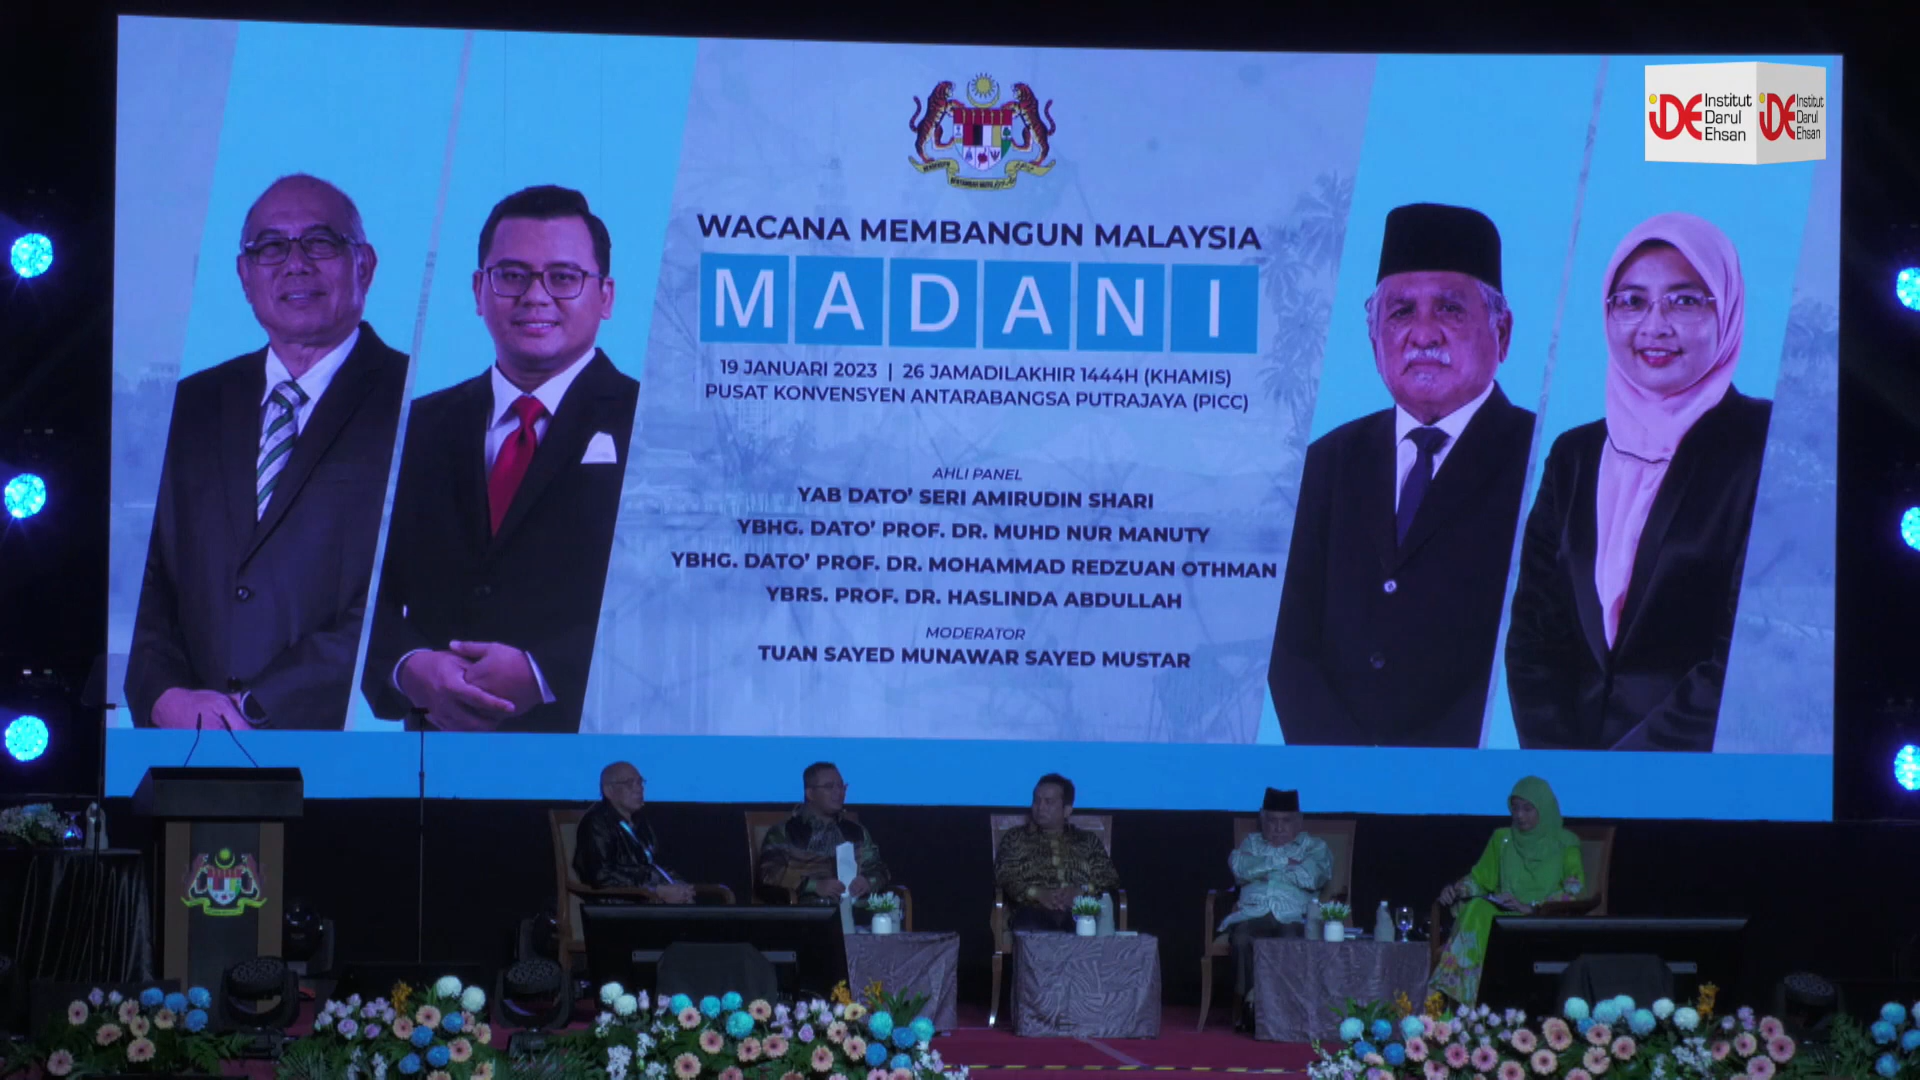 WACANA MEMBANGUN MALAYSIA
MADANI
19 JANUARI 2023 | 26 JAMADILAKHIR 1444H (KHAMIS)
PUSAT KONVENSYEN ANTARABANGSA PUTRAJAYA (PICC)
AHLI PANEL
YAB DATO' SERI AMIRUDIN SHARI
YBHG. DATO' PROF. DR. MUHD NUR MANUTY
YBHG. DATO' PROF. DR. MOHAMMAD REDZUAN OTHMAN
YBRS. PROF. DR. HASLINDA ABDULLAH
MODERATOR
TUAN SAYED MUNAWAR SAYED MUSTAR
iDE Institut
Darul
Ehsan
iDE Institut
Darul
Ehsan